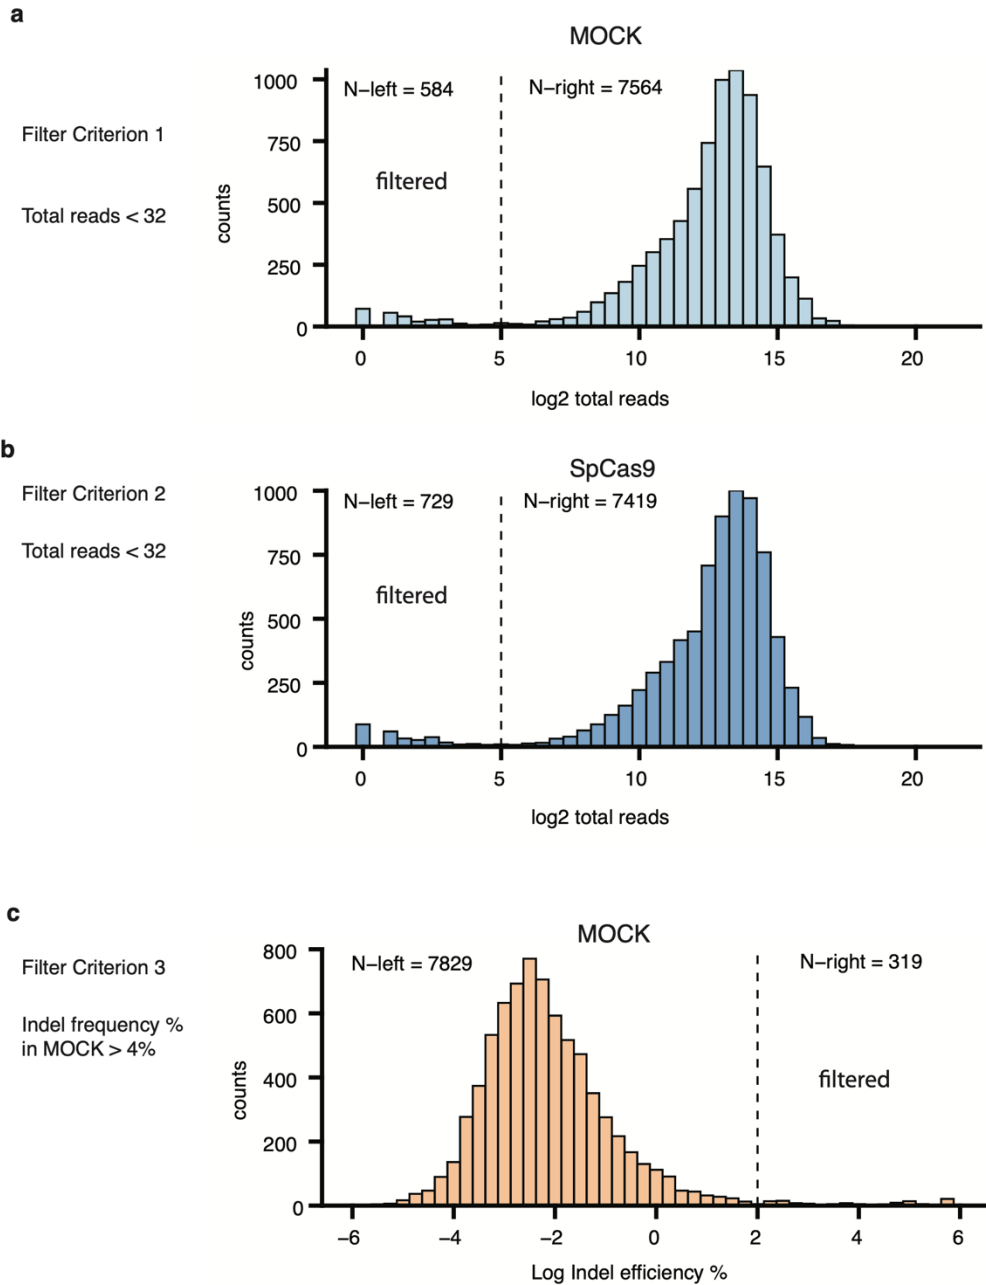 a
MOCK
Filter Criterion 1
Total reads < 32
N-left = 584
N-right = 7564
filtered
counts
1000
750
500
250
0
0 5 10 15 20
log2 total reads
b
SpCas9
Filter Criterion 2
Total reads < 32
N-left = 729
N-right = 7419
filtered
counts
1000
750
500
250
0
0 5 10 15 20
log2 total reads
c
MOCK
Filter Criterion 3
Indel frequency %
in MOCK > 4%
N-left = 7829
N-right = 319
filtered
counts
800
600
400
200
0
−6 −4 −2 0 2 4 6
Log Indel efficiency %